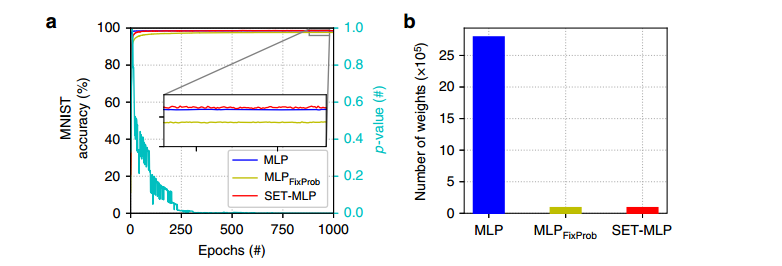 a
MNIST
accuracy (%)
100
80
60
40
20
0
1.0
0.8
0.6
0.4
0.2
0.0
p-value (#)
MLP
MLPFixProb
SET-MLP
0
250
500
750
1000
Epochs (#)
b
Number of weights (×10⁵)
25
20
15
10
5
0
MLP
MLPFixProb
SET-MLP